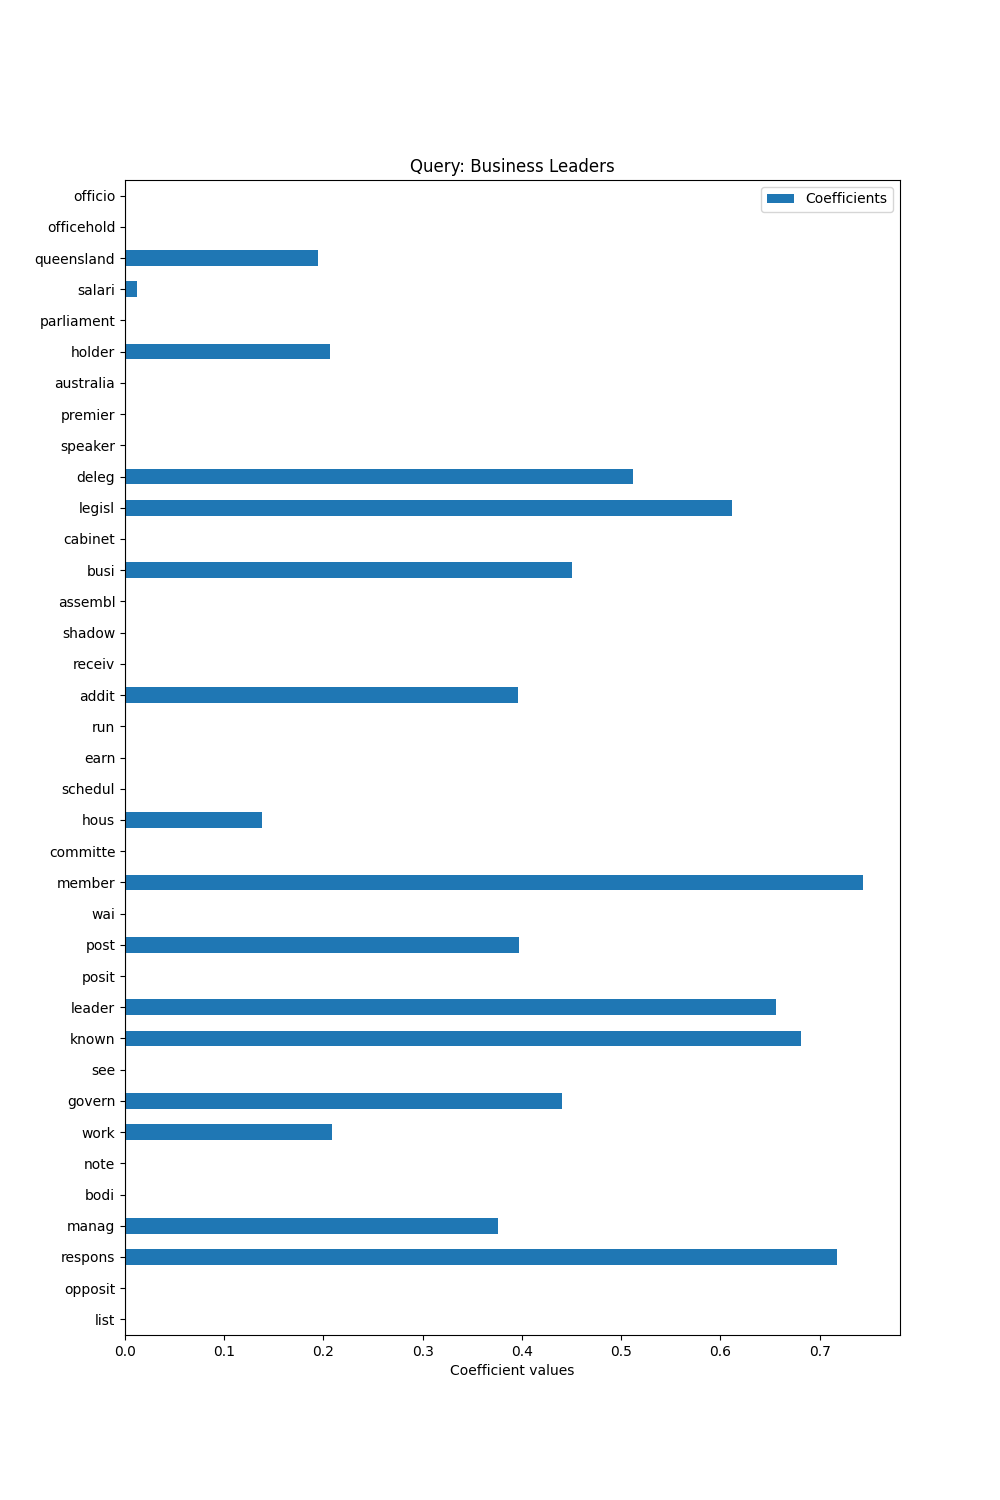 Query: Business Leaders
Coefficients
officio
officehold
queensland
salari
parliament
holder
australia
premier
speaker
deleg
legisl
cabinet
busi
assembl
shadow
receiv
addit
run
earn
schedul
hous
committe
member
wai
post
posit
leader
known
see
govern
work
note
bodi
manag
respons
opposit
list
0.0 0.1 0.2 0.3 0.4 0.5 0.6 0.7
Coefficient values